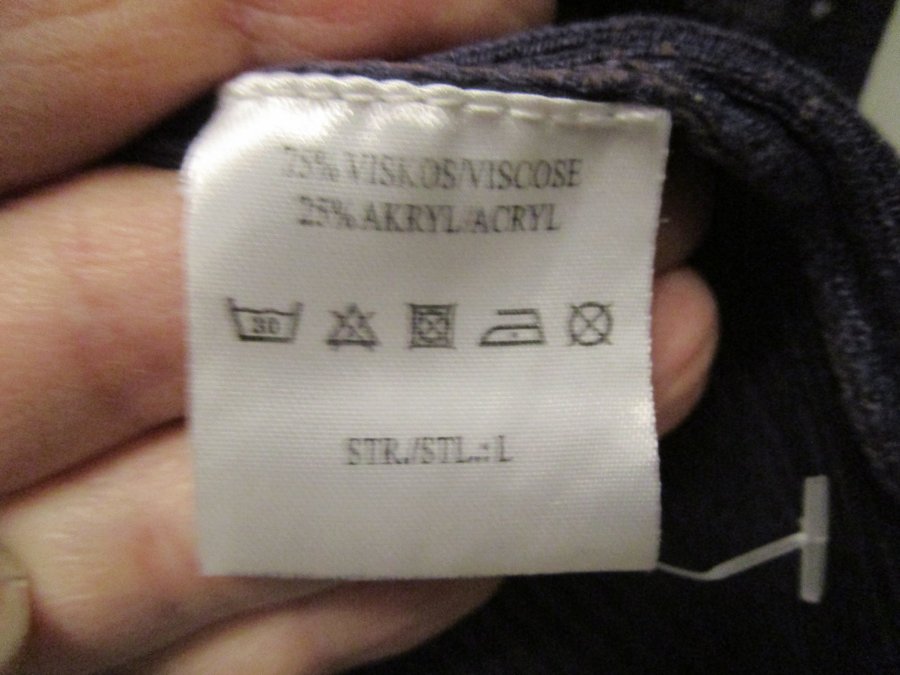 75% VISKOS/VISCOSE
25% AKRYL/ACRYL
30
STR./STL.: L